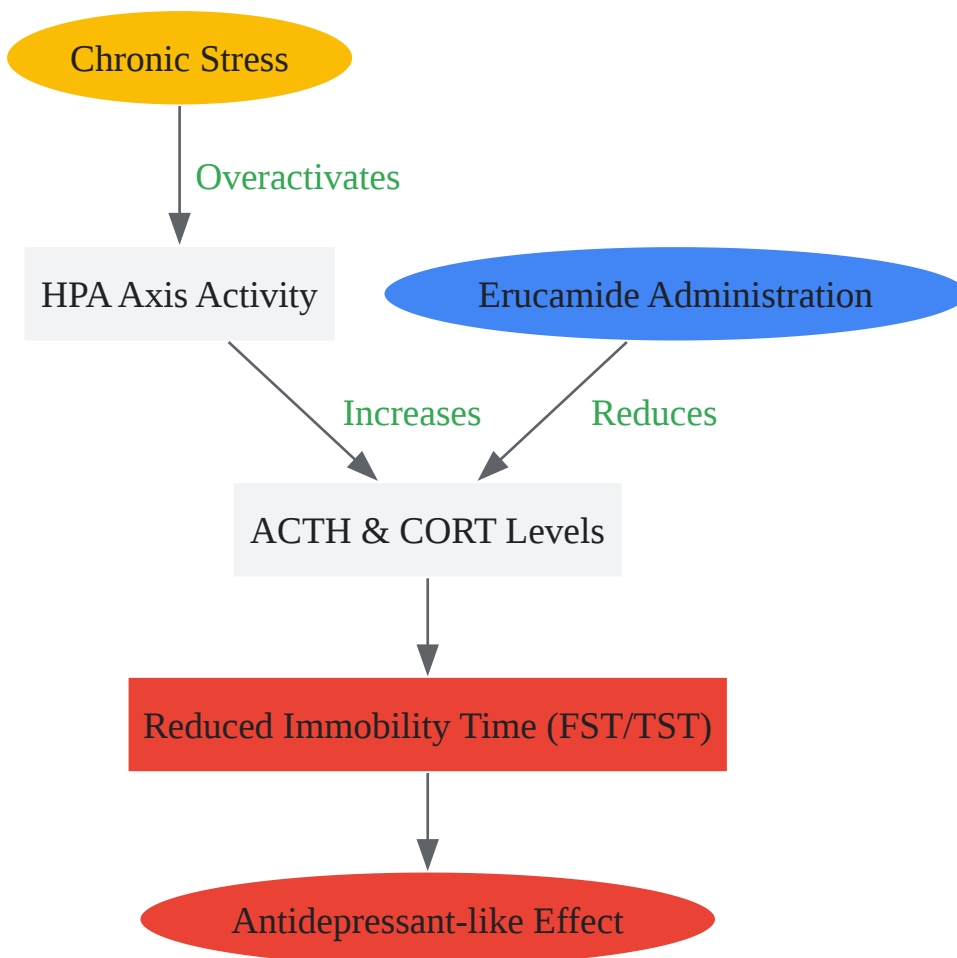 Chronic Stress
Overactivates
HPA Axis Activity
Erucamide Administration
Increases
Reduces
ACTH & CORT Levels
Reduced Immobility Time (FST/TST)
Antidepressant-like Effect